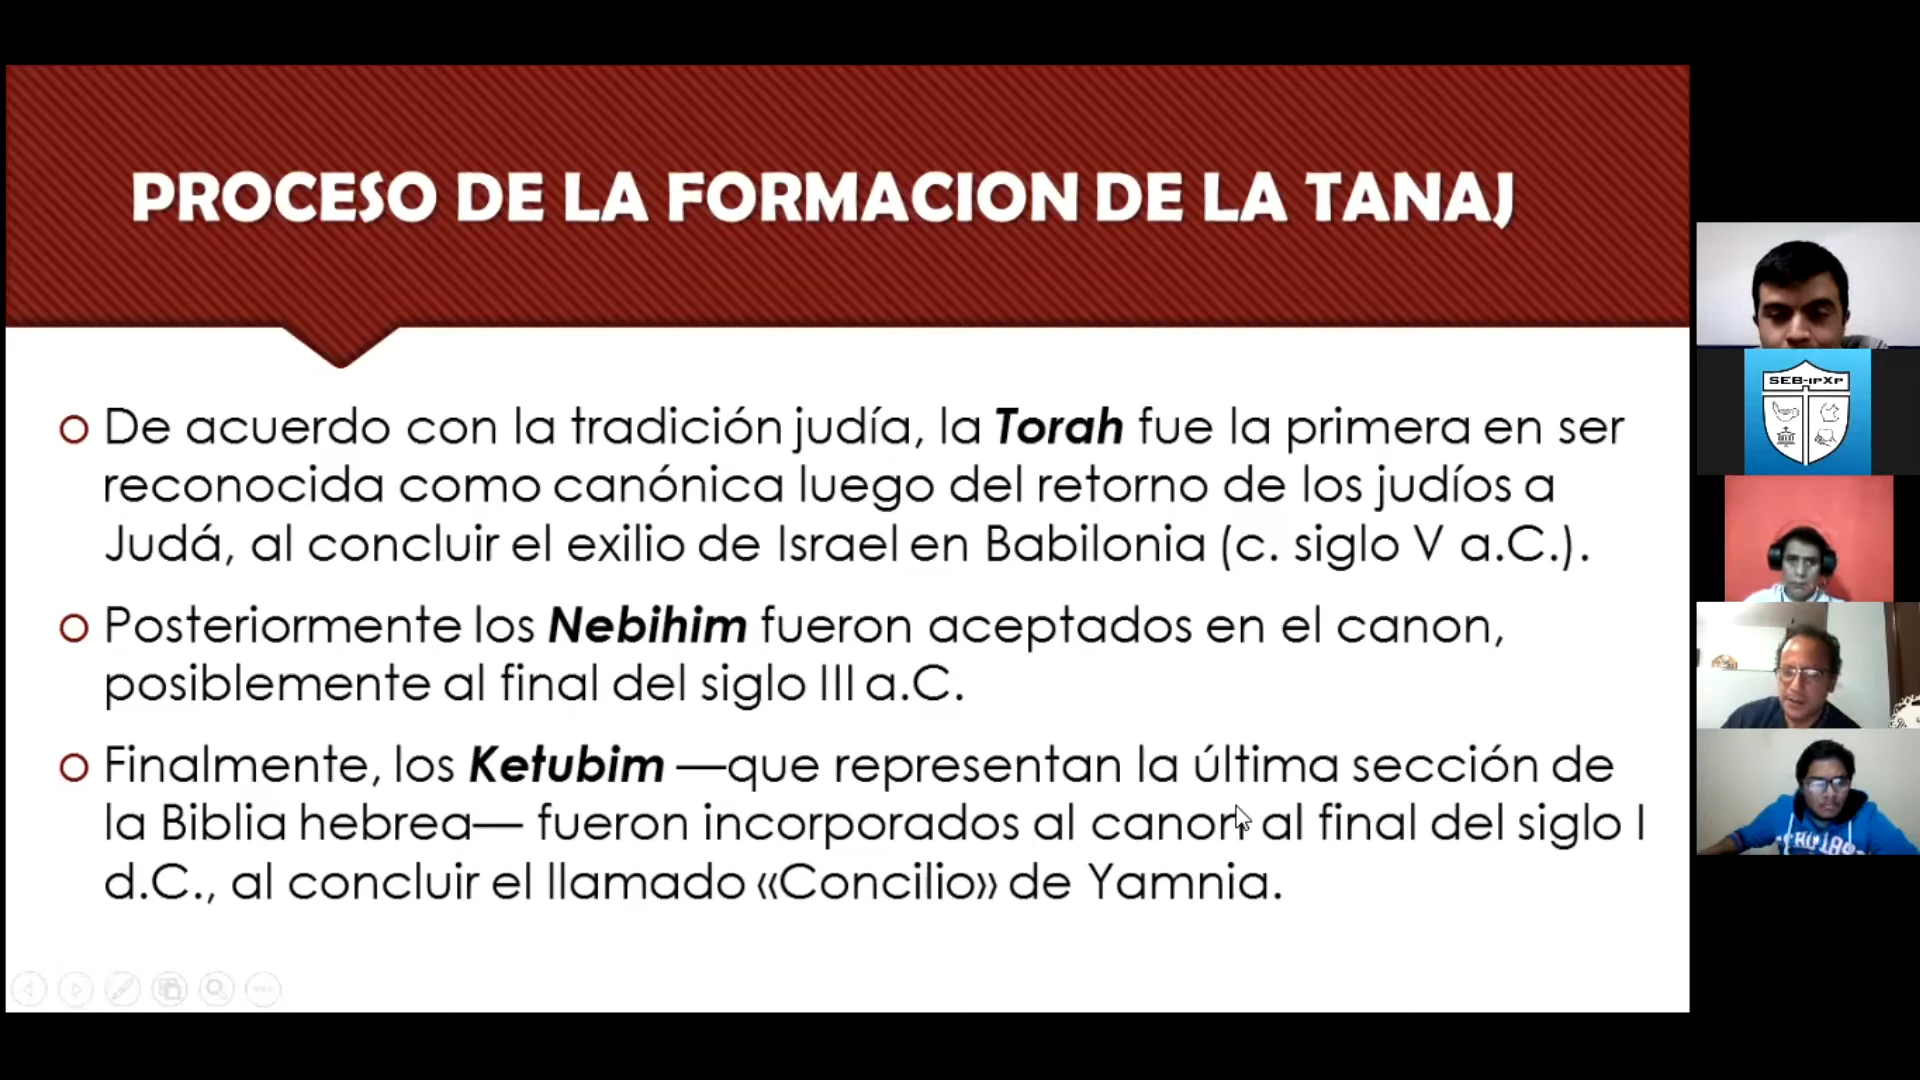 PROCESO DE LA FORMACION DE LA TANAJ
De acuerdo con la tradición judía, la Torah fue la primera en ser
reconocida como canónica luego del retorno de los judíos a
Judá, al concluir el exilio de Israel en Babilonia (c. siglo V a.C.).
Posteriormente los Nebihim fueron aceptados en el canon,
posiblemente al final del siglo III a.C.
Finalmente, los Ketubim —que representan la última sección de
la Biblia hebrea— fueron incorporados al canon al final del siglo I
d.C., al concluir el llamado «Concilio» de Yamnia.
SEB-IPXP